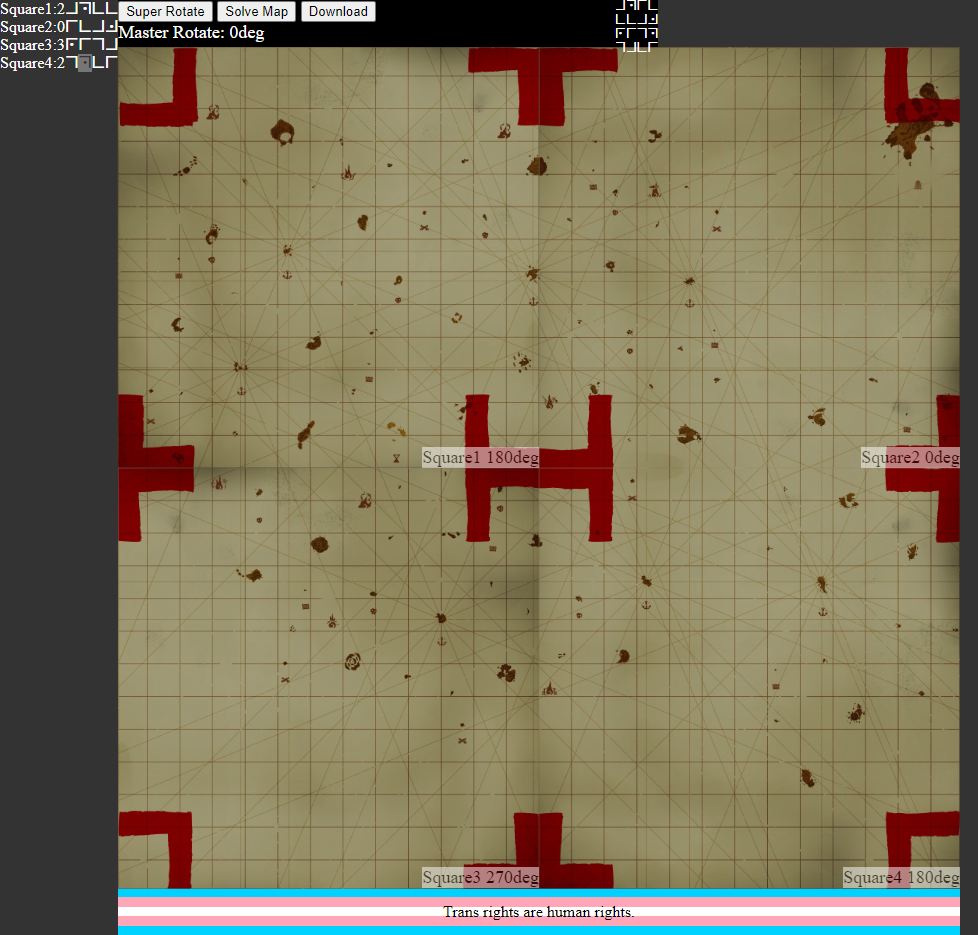 Super Rotate Solve Map Download
Master Rotate: 0deg
Square1:2
Square2:0
Square3:3
Square4:2
Square1 180deg
Square2 0deg
Square3 270deg
Square4 180deg
Trans rights are human rights.